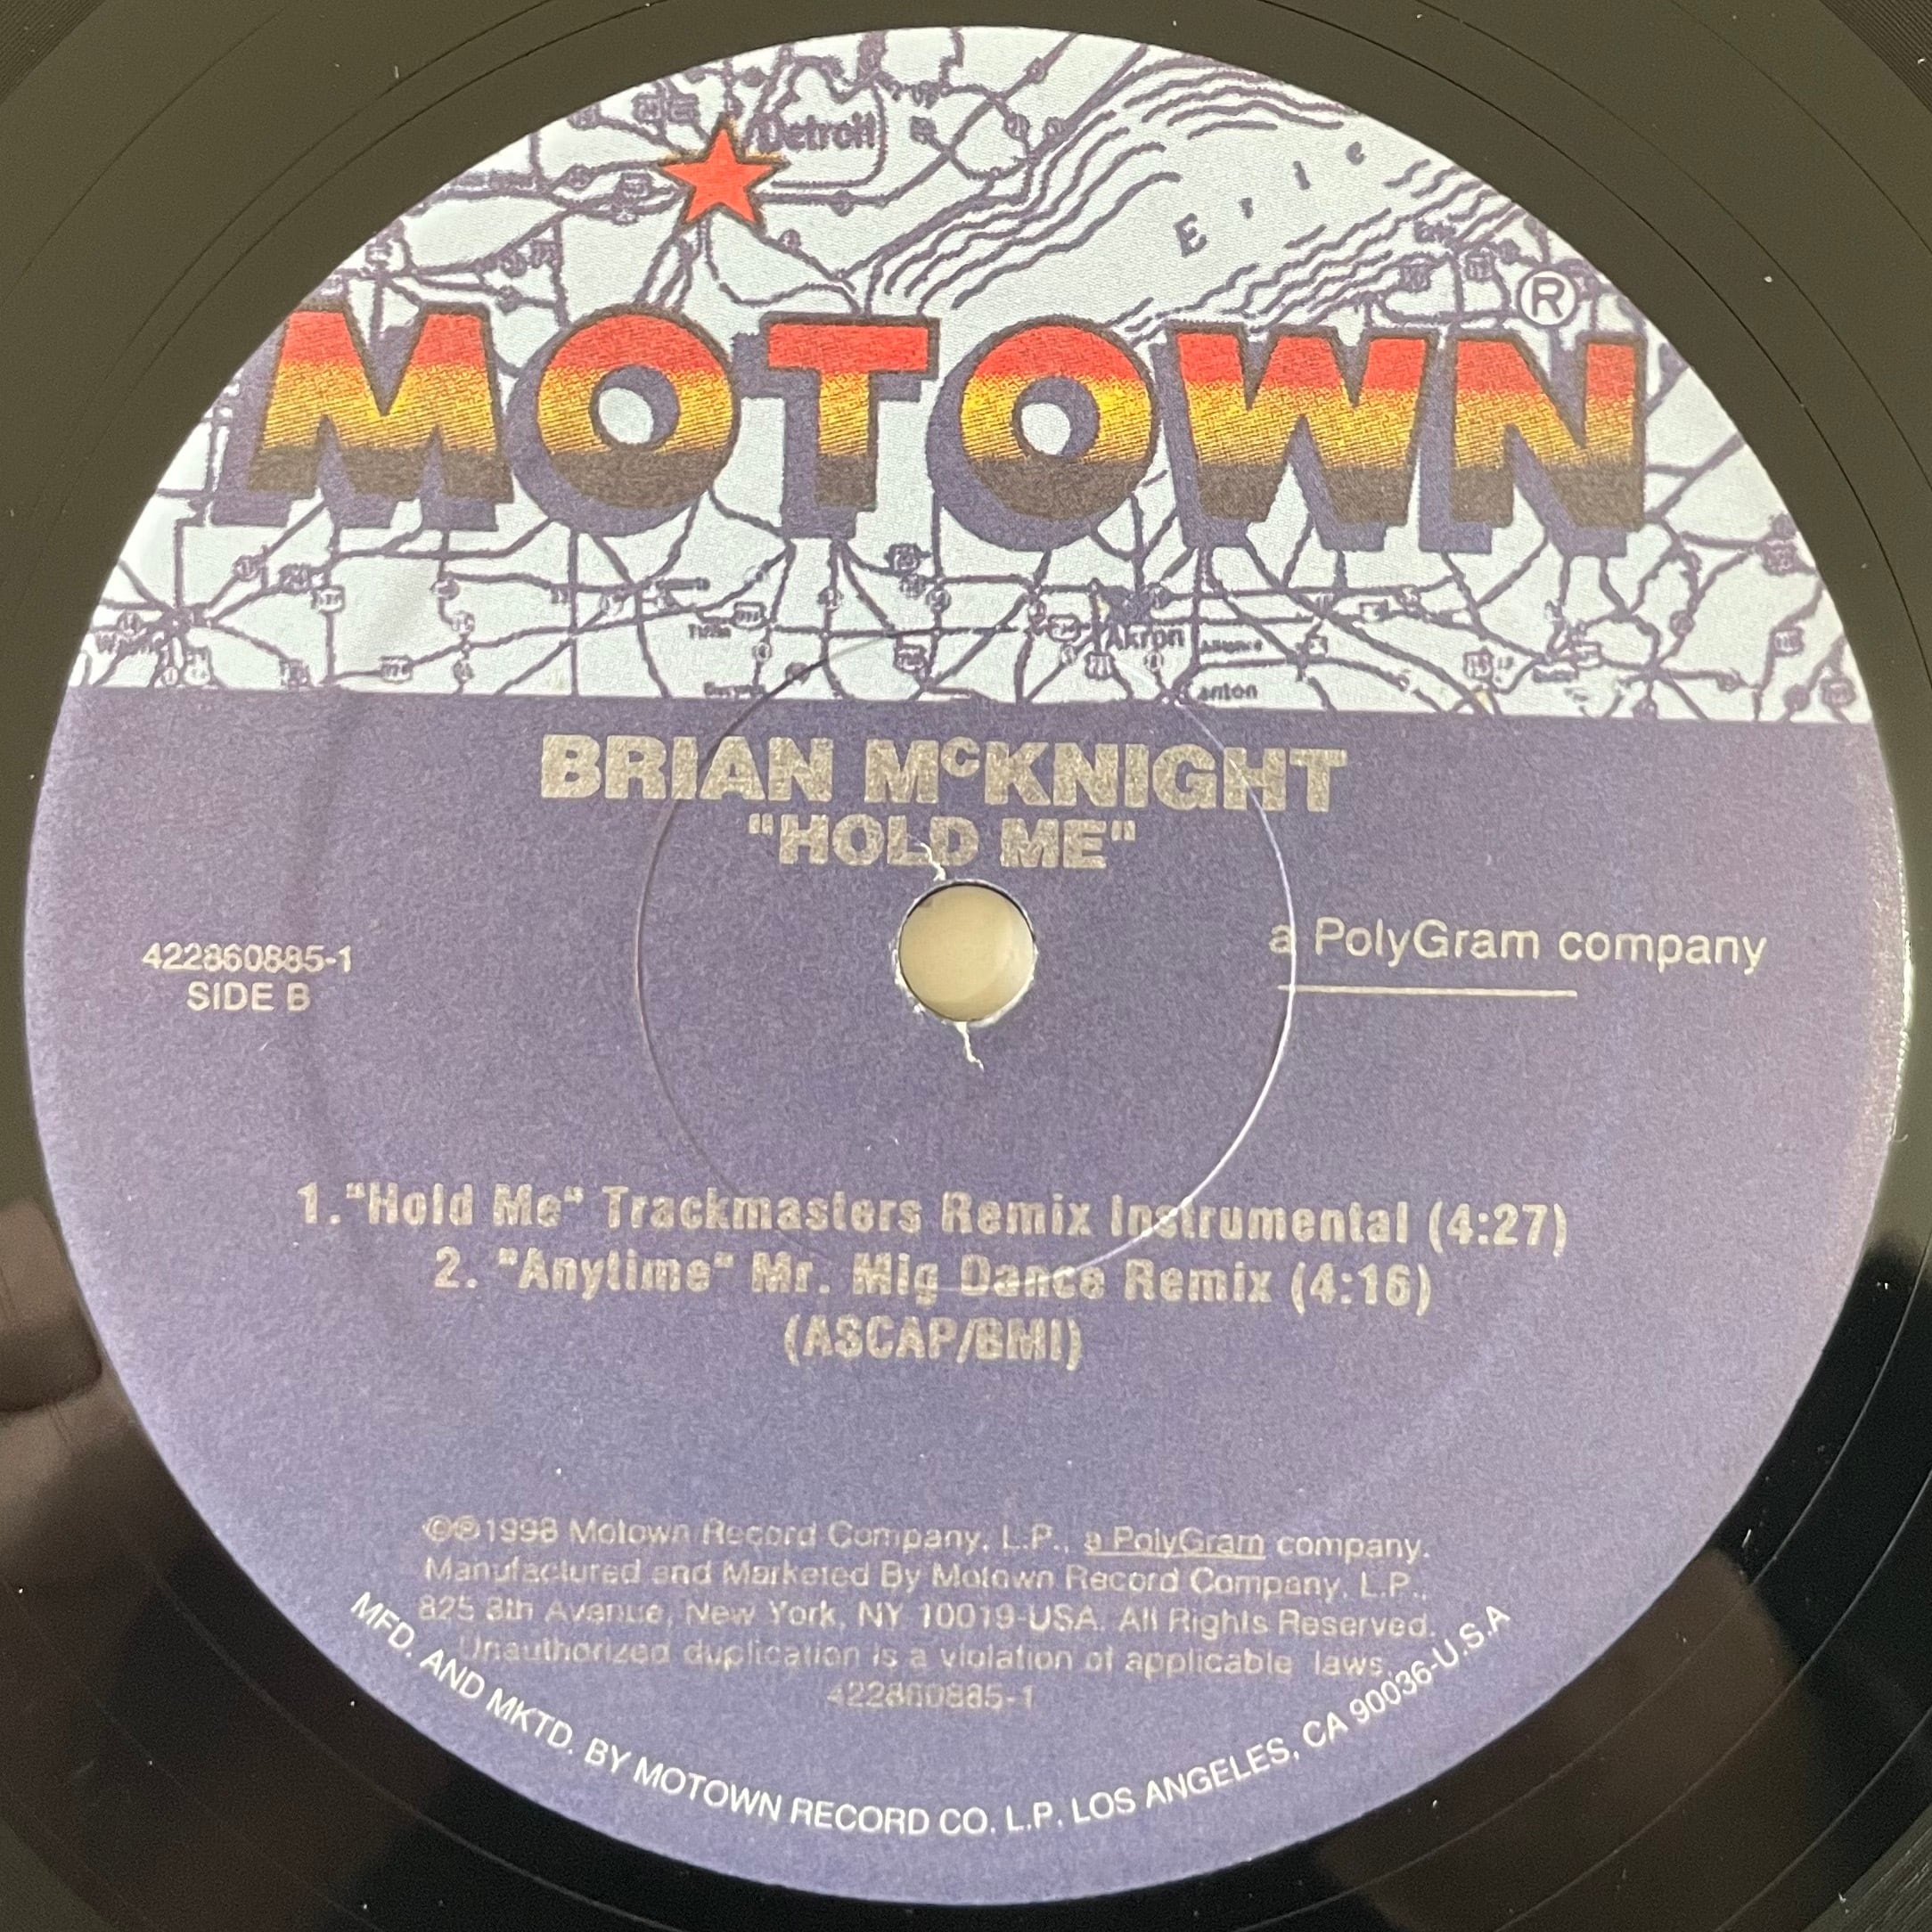 Detroit
Erie
MOTOWN®
Akron
anton
BRIAN McKNIGHT
"HOLD ME"
422860885-1
SIDE B
a PolyGram company
1."Hold Me" Trackmasters Remix Instrumental (4:27)
2. "Anytime" Mr. Mig Dance Remix (4:16)
(ASCAP/BMI)
©℗1998 Motown Record Company, L.P., a PolyGram company.
Manufactured and Marketed By Motown Record Company, L.P.,
825 8th Avenue, New York, NY 10019-USA. All Rights Reserved.
Unauthorized duplication is a violation of applicable laws.
422860885-1
MFD. AND MKTD. BY MOTOWN RECORD CO. L.P. LOS ANGELES, CA 90036-U.S.A